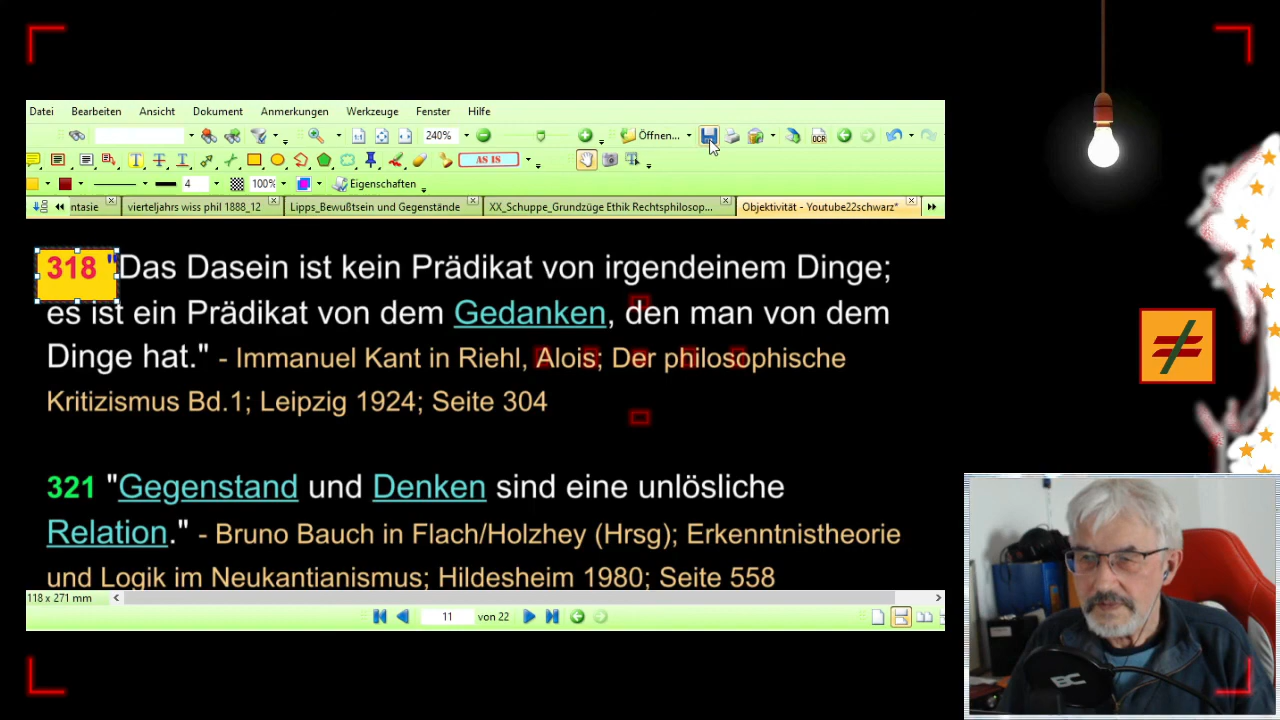 Datei Bearbeiten Ansicht Dokument Anmerkungen Werkzeuge Fenster Hilfe
240% Öffnen... OCR
AS IS
4 100% Eigenschaften
ntasie vierteljahrs wiss phil 1888_12 Lipps_Bewußtsein und Gegenstände XX_Schuppe_Grundzüge Ethik Rechtsphilosop... Objektivität - Youtube22schwarz*
318 "Das Dasein ist kein Prädikat von irgendeinem Dinge;
es ist ein Prädikat von dem Gedanken, den man von dem
Dinge hat." - Immanuel Kant in Riehl, Alois; Der philosophische
Kritizismus Bd.1; Leipzig 1924; Seite 304
321 "Gegenstand und Denken sind eine unlösliche
Relation." - Bruno Bauch in Flach/Holzhey (Hrsg); Erkenntnistheorie
und Logik im Neukantianismus; Hildesheim 1980; Seite 558
118 x 271 mm
11 von 22